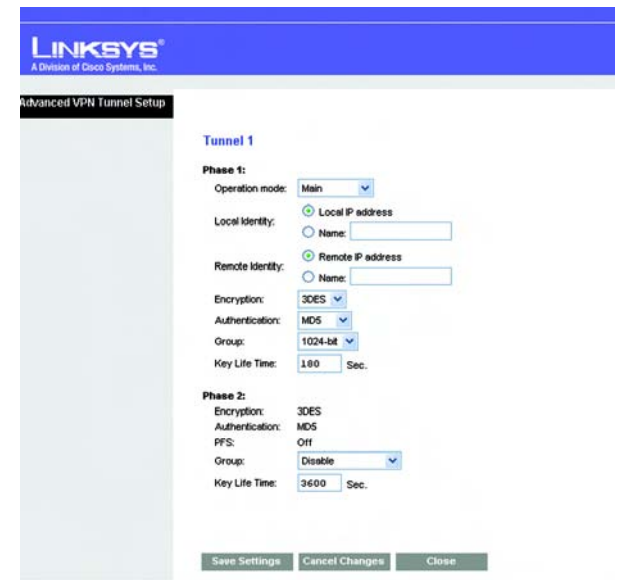 LINKSYS®
A Division of Cisco Systems, Inc.
Advanced VPN Tunnel Setup
Tunnel 1
Phase 1:
Operation mode: Main
Local Identity:
Local IP address
Name:
Remote Identity:
Remote IP address
Name:
Encryption: 3DES
Authentication: MD5
Group: 1024-bit
Key Life Time: 180 Sec.
Phase 2:
Encryption: 3DES
Authentication: MD5
PFS: Off
Group: Disable
Key Life Time: 3600 Sec.
Save Settings Cancel Changes Close